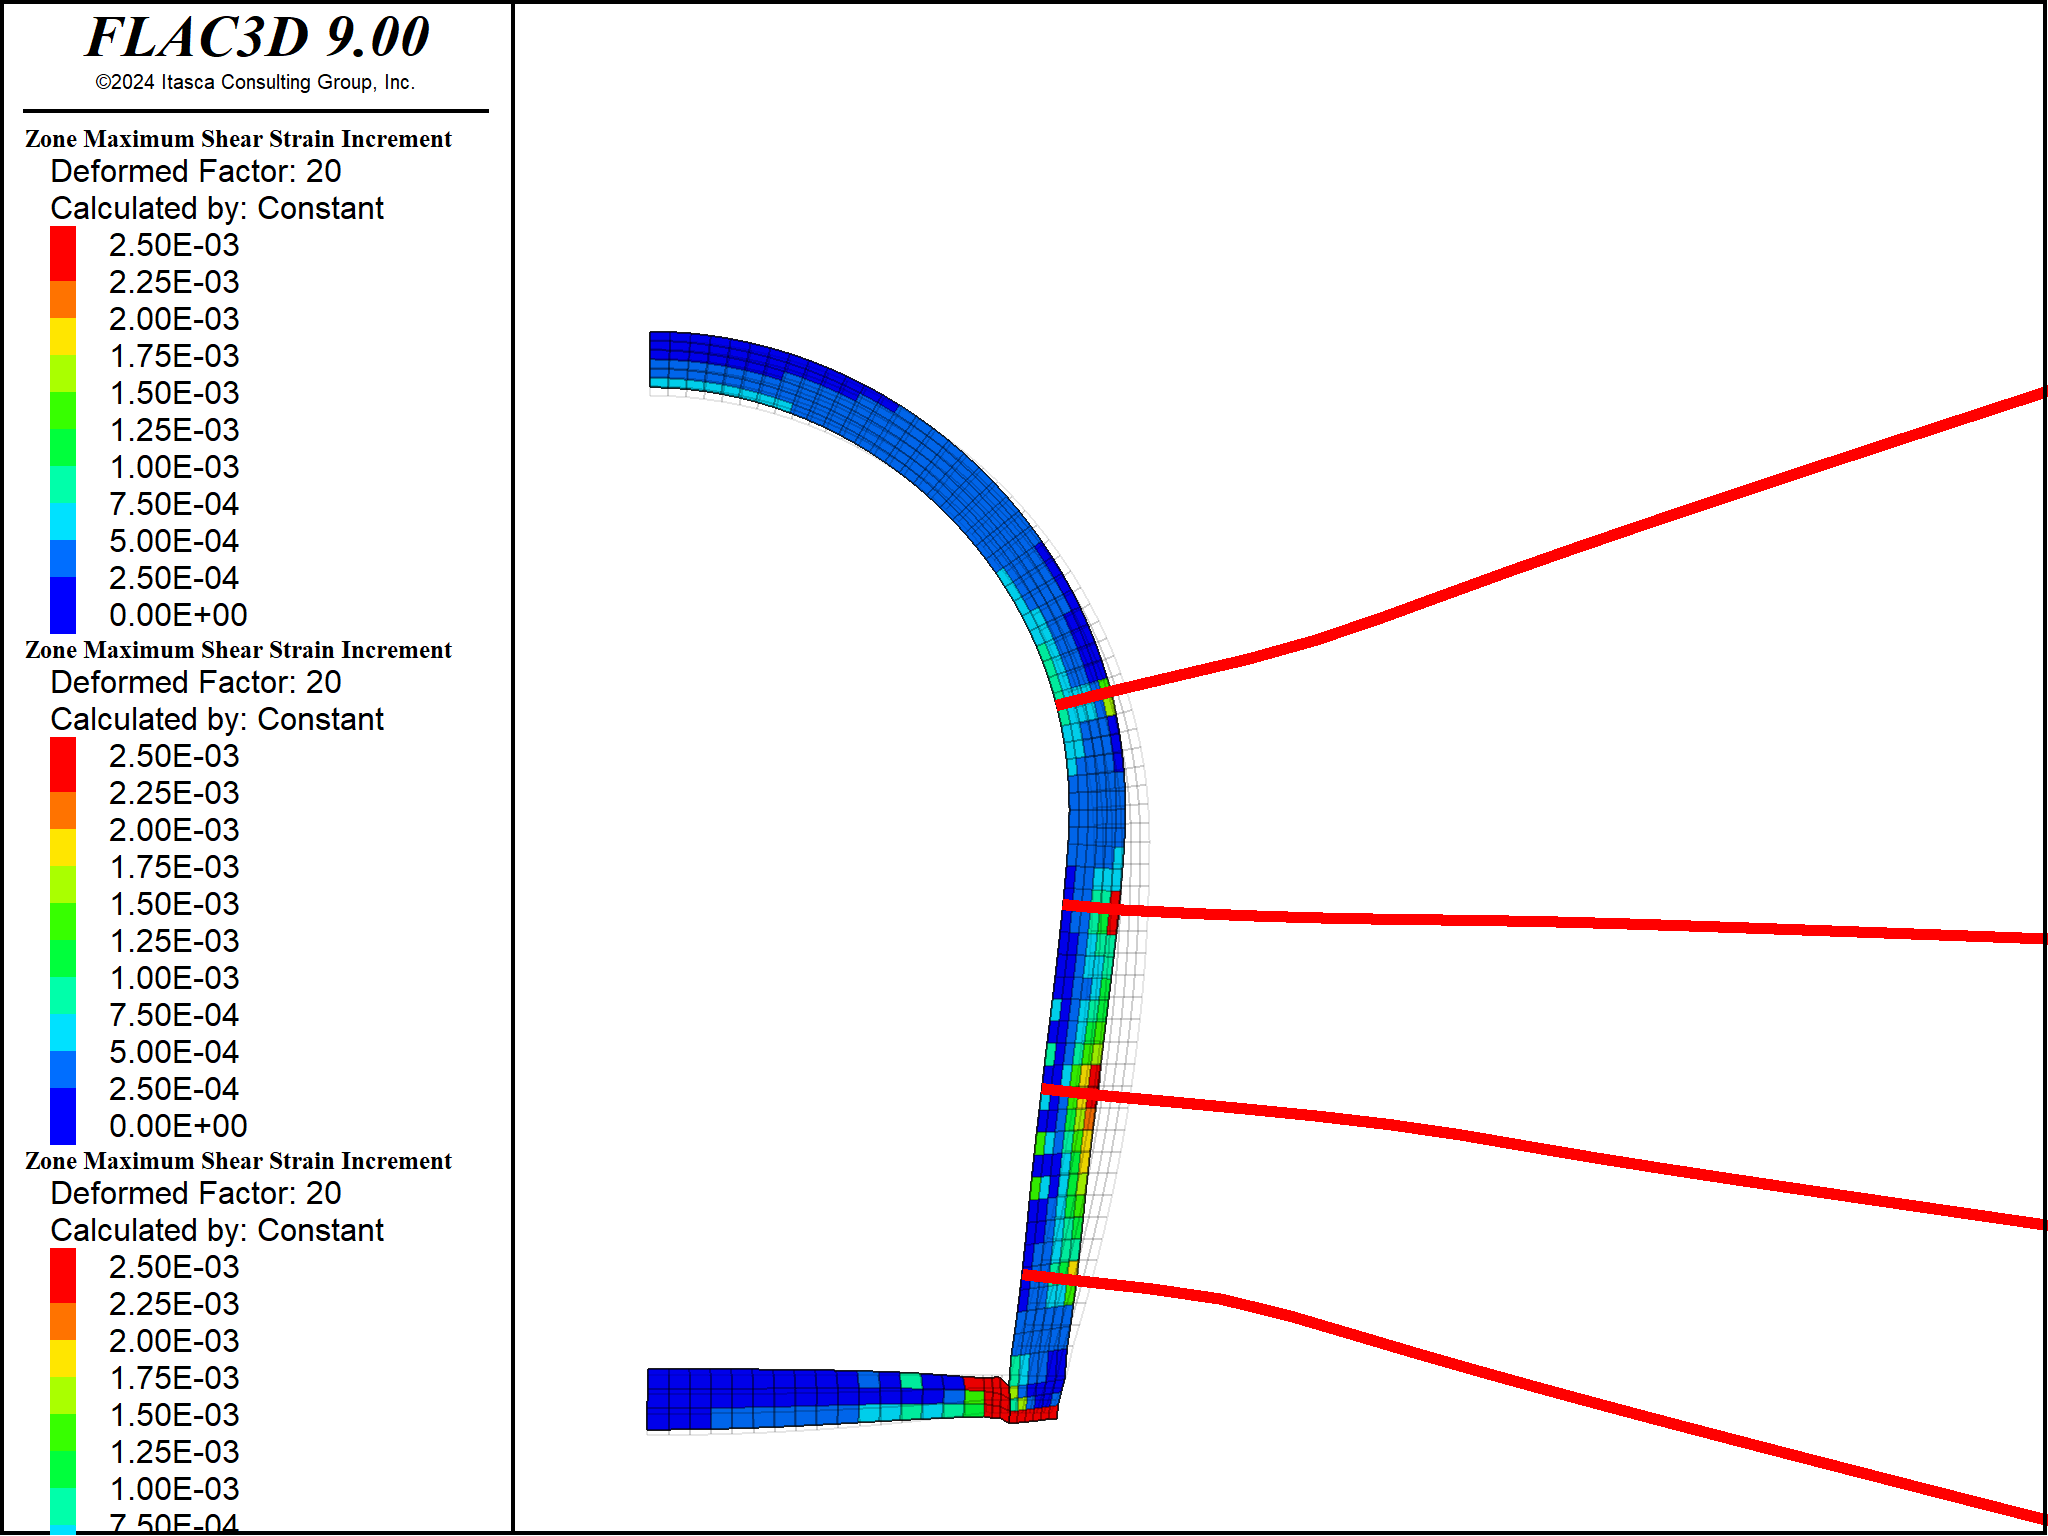 FLAC3D 9.00
©2024 Itasca Consulting Group, Inc.
Zone Maximum Shear Strain Increment
Deformed Factor: 20
Calculated by: Constant
2.50E-03
2.25E-03
2.00E-03
1.75E-03
1.50E-03
1.25E-03
1.00E-03
7.50E-04
5.00E-04
2.50E-04
0.00E+00
Zone Maximum Shear Strain Increment
Deformed Factor: 20
Calculated by: Constant
2.50E-03
2.25E-03
2.00E-03
1.75E-03
1.50E-03
1.25E-03
1.00E-03
7.50E-04
5.00E-04
2.50E-04
0.00E+00
Zone Maximum Shear Strain Increment
Deformed Factor: 20
Calculated by: Constant
2.50E-03
2.25E-03
2.00E-03
1.75E-03
1.50E-03
1.25E-03
1.00E-03
7.50E-04